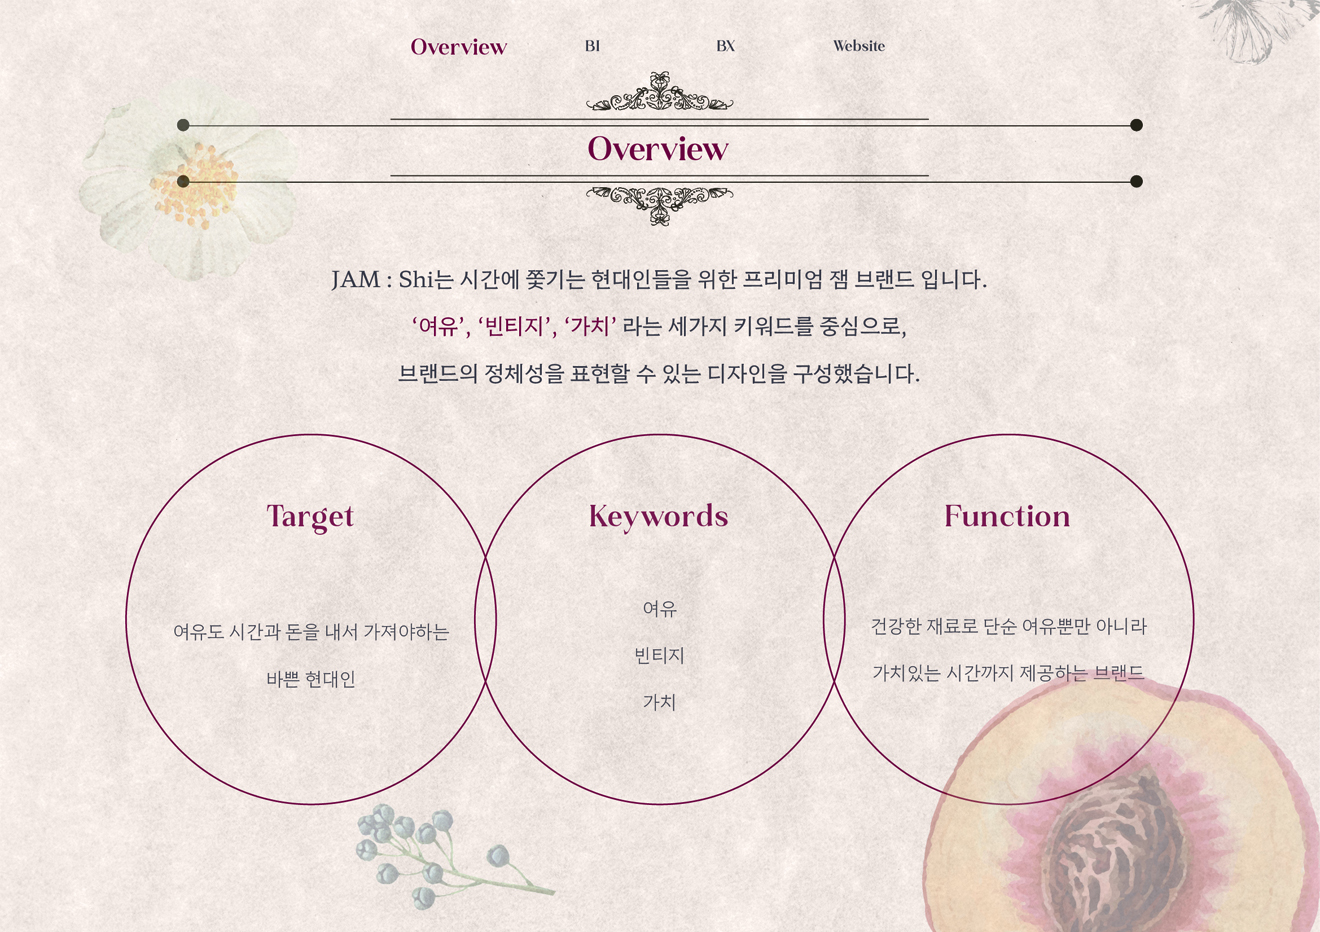 Overview BI BX Website
Overview
JAM : Shi는 시간에 쫓기는 현대인들을 위한 프리미엄 잼 브랜드 입니다.
‘여유’, ‘빈티지’, ‘가치’ 라는 세가지 키워드를 중심으로,
브랜드의 정체성을 표현할 수 있는 디자인을 구성했습니다.
Target
여유도 시간과 돈을 내서 가져야하는
바쁜 현대인
Keywords
여유
빈티지
가치
Function
건강한 재료로 단순 여유뿐만 아니라
가치있는 시간까지 제공하는 브랜드